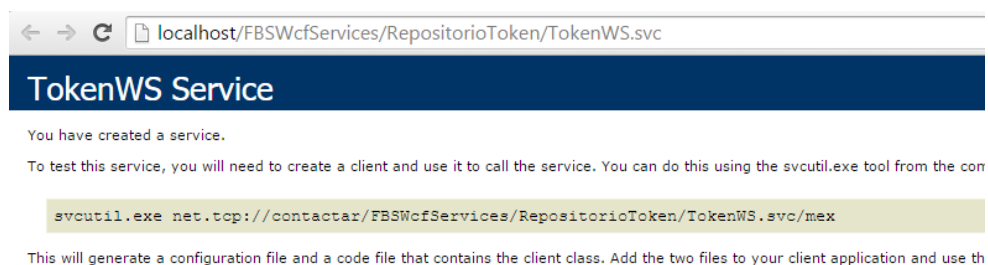 localhost/FBSWcfServices/RepositorioToken/TokenWS.svc
TokenWS Service
You have created a service.
To test this service, you will need to create a client and use it to call the service. You can do this using the svcutil.exe tool from the
svcutil.exe net.tcp://contactar/FBSWcfServices/RepositorioToken/TokenWS.svc/mex
This will generate a configuration file and a code file that contains the client class. Add the two files to your client application and use